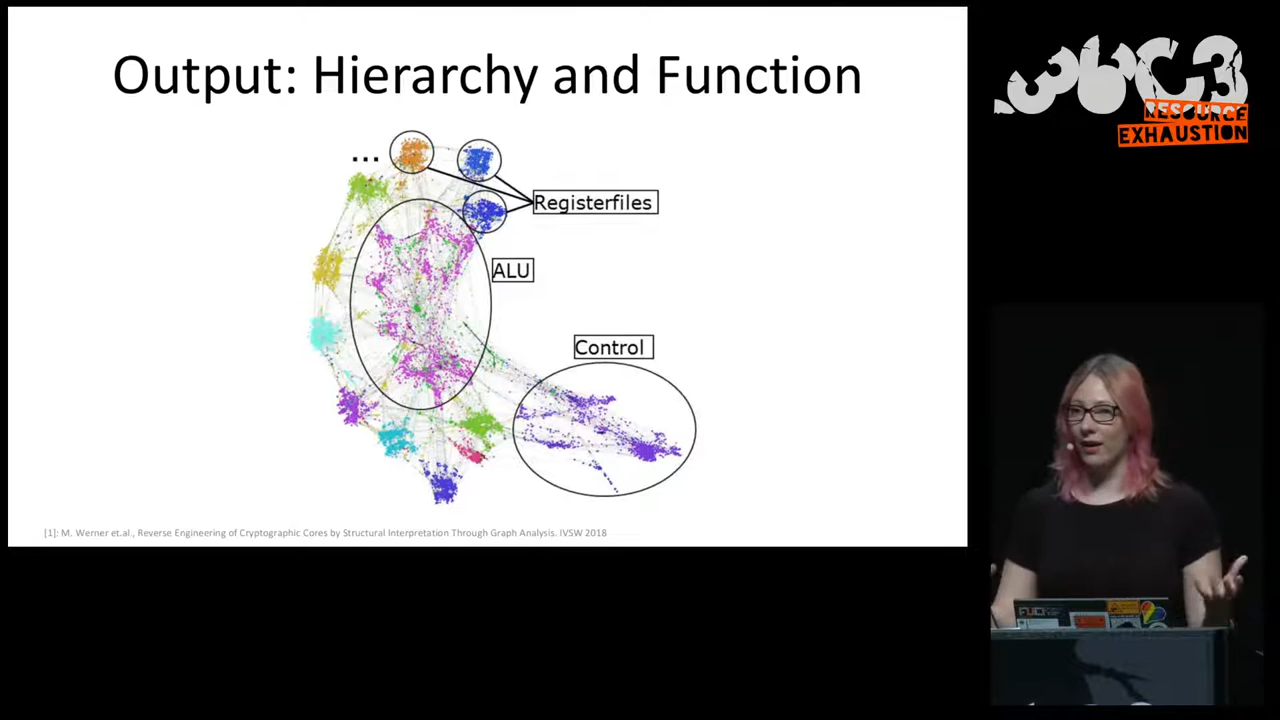 Output: Hierarchy and Function
...
Registerfiles
ALU
Control
[1]: M. Werner et.al., Reverse Engineering of Cryptographic Cores by Structural Interpretation Through Graph Analysis. IVSW 2018
36C3
RESOURCE
EXHAUSTION